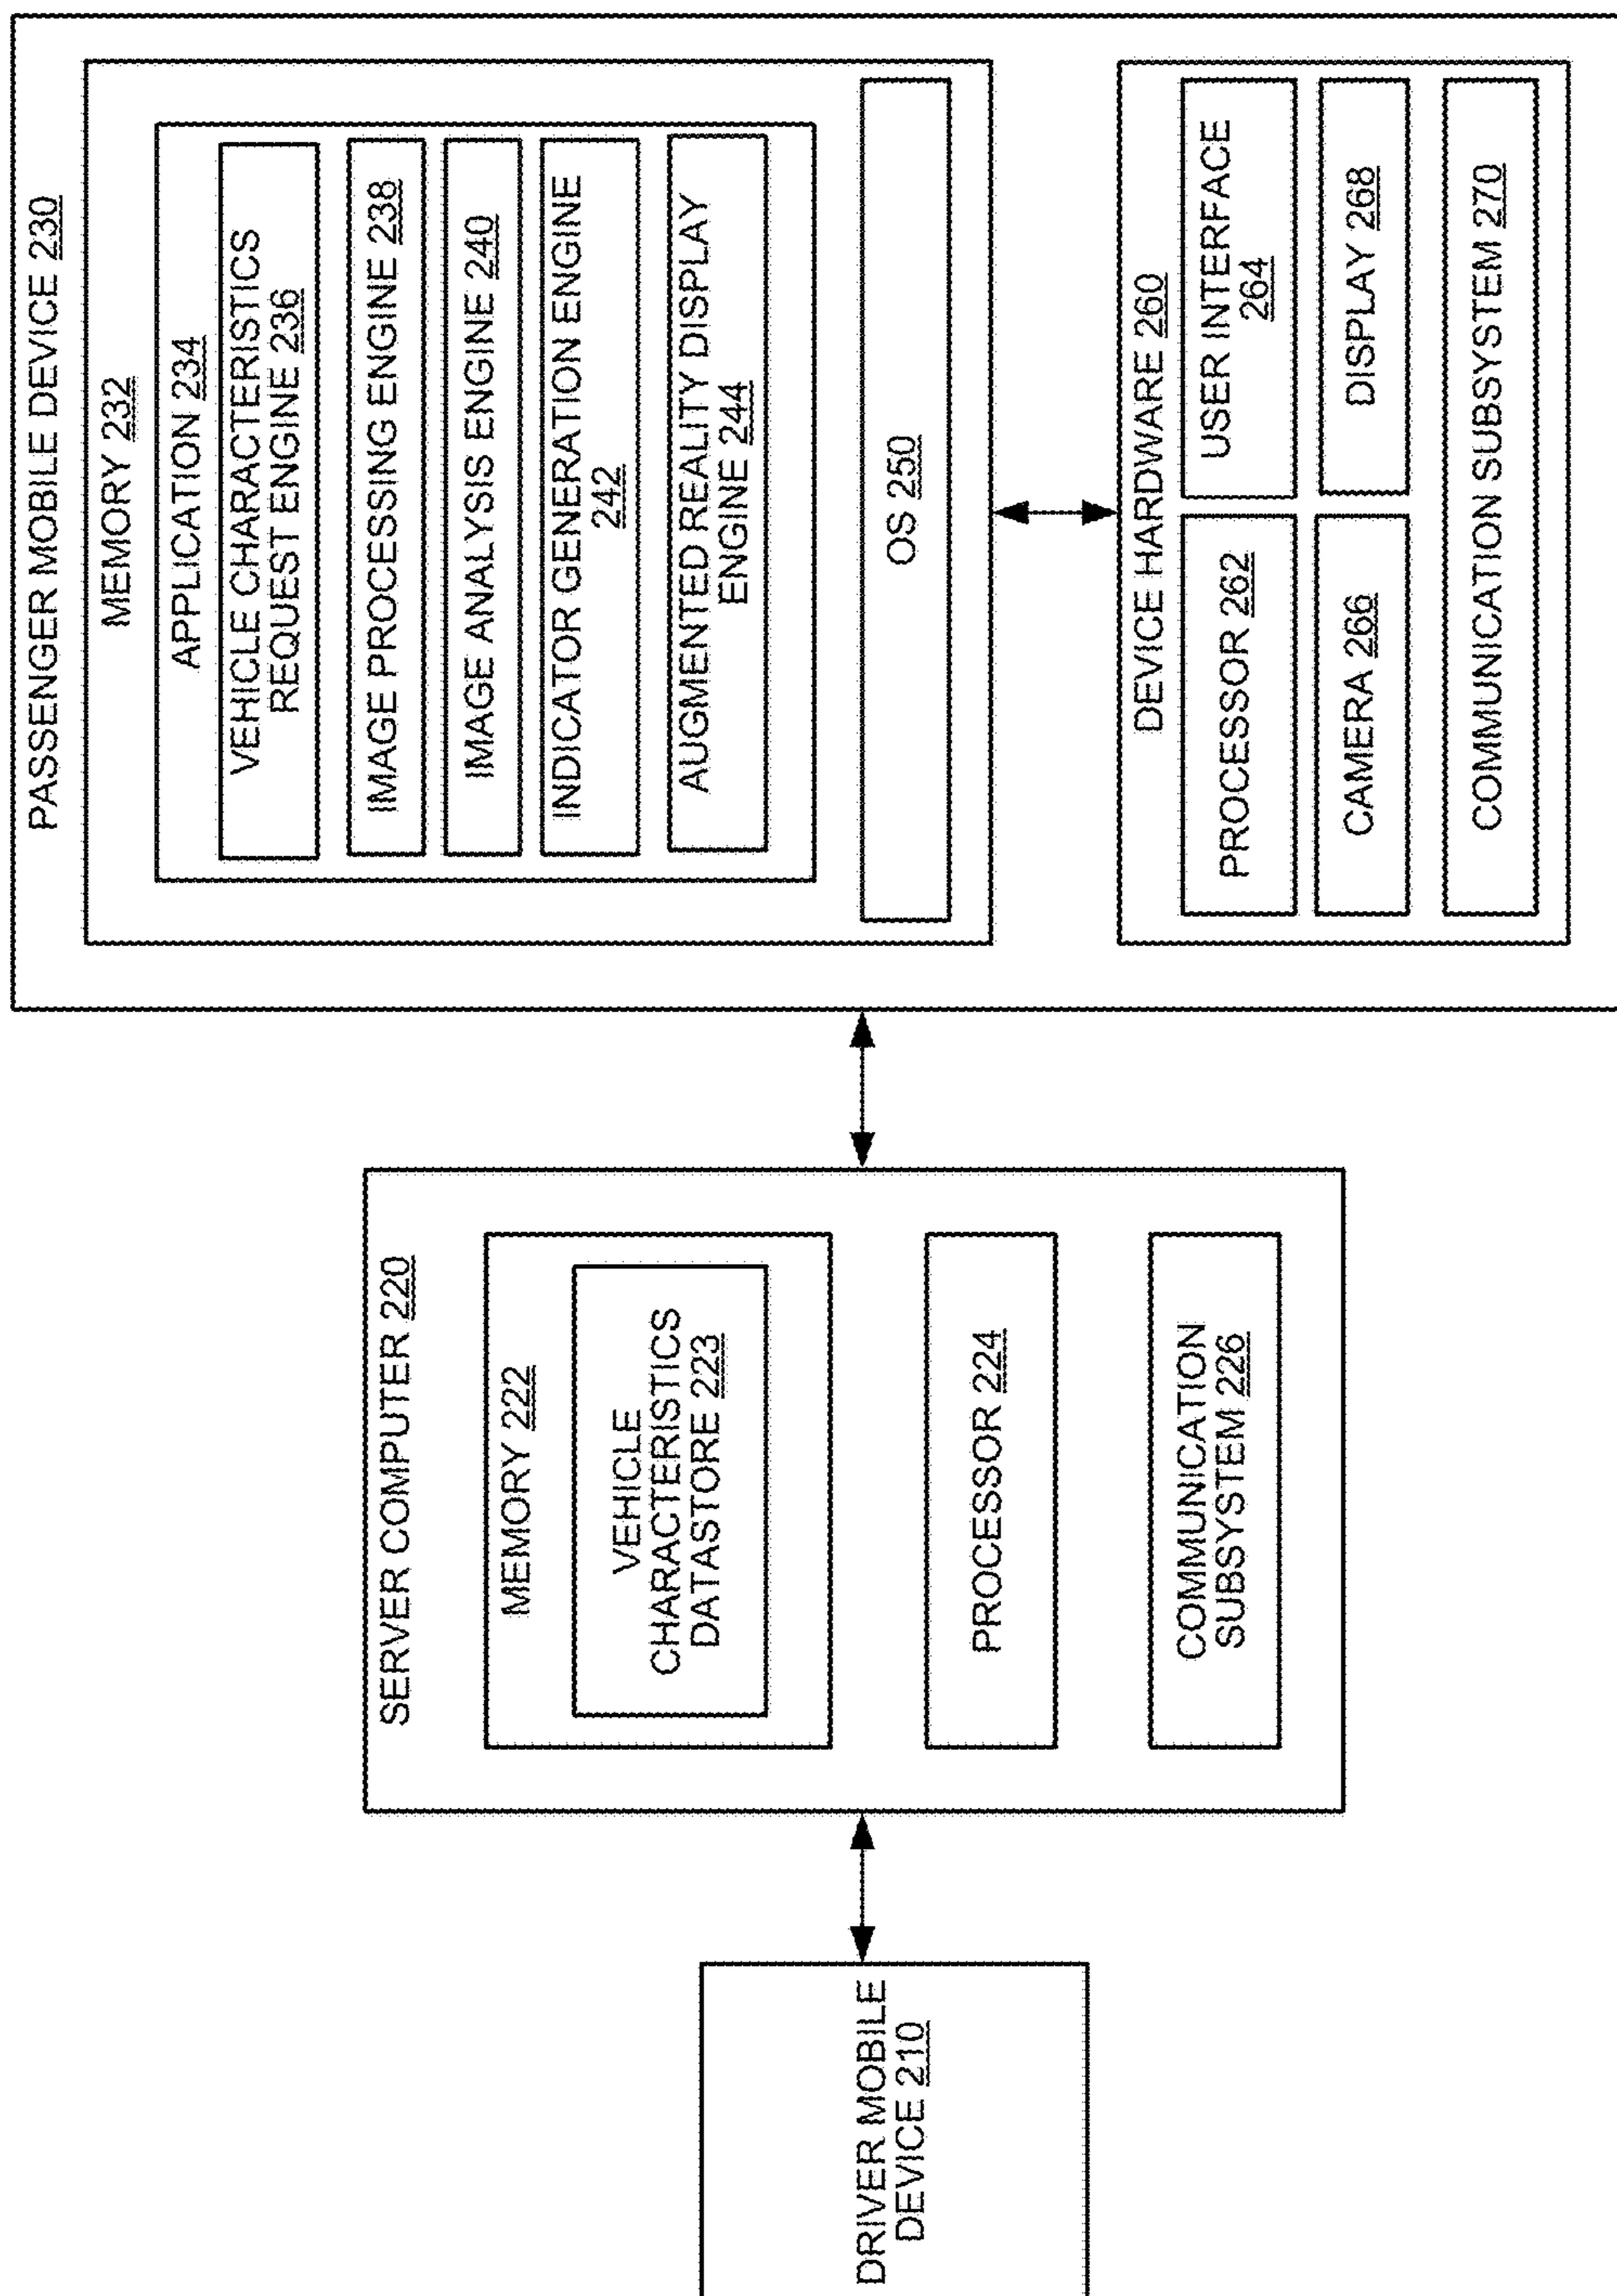 DRIVER MOBILE
DEVICE 210
SERVER COMPUTER 220
MEMORY 222
VEHICLE
CHARACTERISTICS
DATASTORE 223
PROCESSOR 224
COMMUNICATION
SUBSYSTEM 226
PASSENGER MOBILE DEVICE 230
MEMORY 232
APPLICATION 234
VEHICLE CHARACTERISTICS
REQUEST ENGINE 236
IMAGE PROCESSING ENGINE 238
IMAGE ANALYSIS ENGINE 240
INDICATOR GENERATION ENGINE
242
AUGMENTED REALITY DISPLAY
ENGINE 244
OS 250
DEVICE HARDWARE 260
PROCESSOR 262
USER INTERFACE
264
CAMERA 266
DISPLAY 268
COMMUNICATION SUBSYSTEM 270